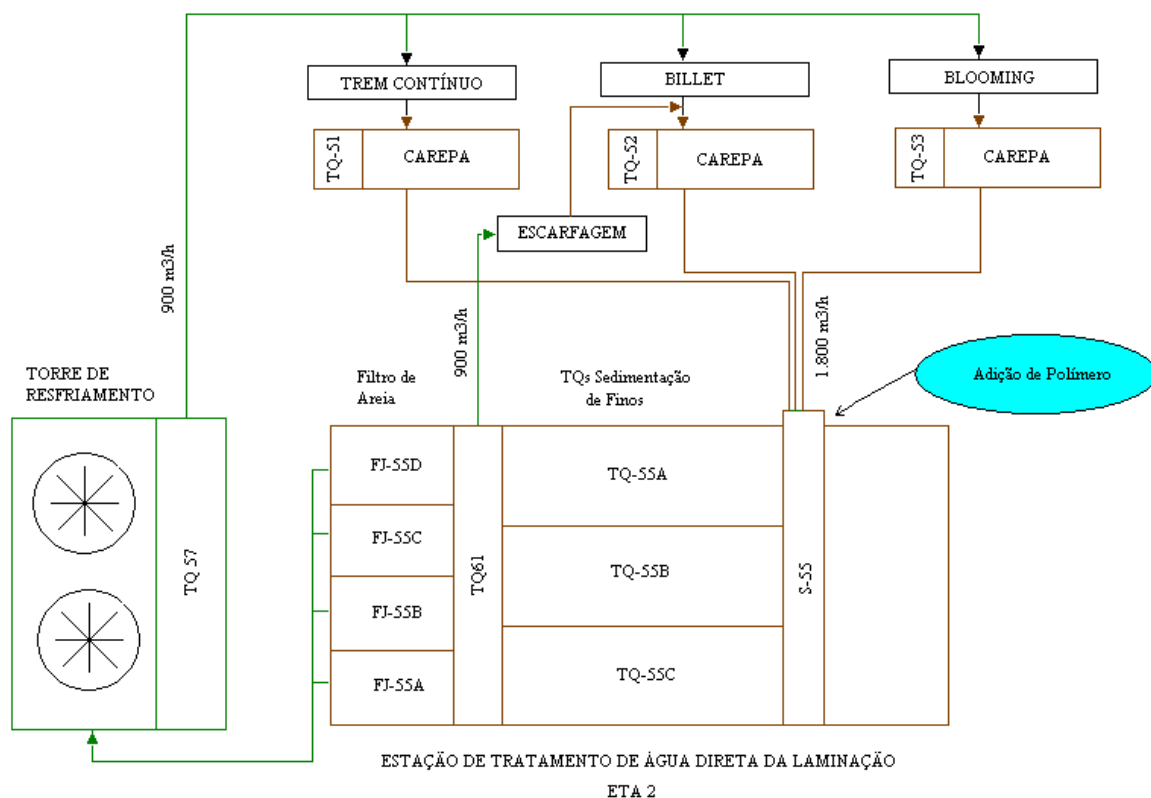 TREM CONTÍNUO
BILLET
BLOOMING
TQ-51
CAREPA
TQ-52
CAREPA
TQ-53
CAREPA
ESCARFAGEM
900 m3/h
900 m3/h
1.800 m3/h
TORRE DE
RESFRIAMENTO
Filtro de
Areia
TQs Sedimentação
de Finos
Adição de Polímero
TQ 57
FJ-55D
FJ-55C
FJ-55B
FJ-55A
TQ61
TQ-55A
TQ-55B
TQ-55C
S-55
ESTAÇÃO DE TRATAMENTO DE ÁGUA DIRETA DA LAMINAÇÃO
ETA 2